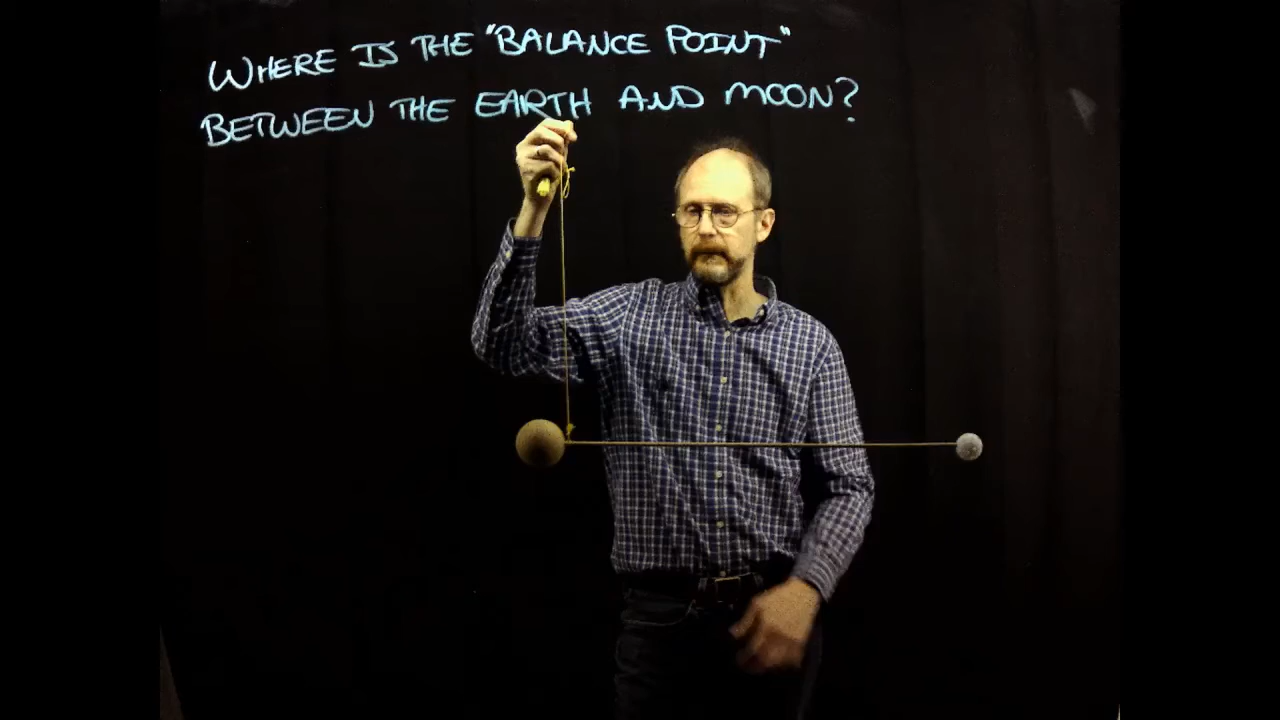 WHERE IS THE "BALANCE POINT"
BETWEEN THE EARTH AND MOON?